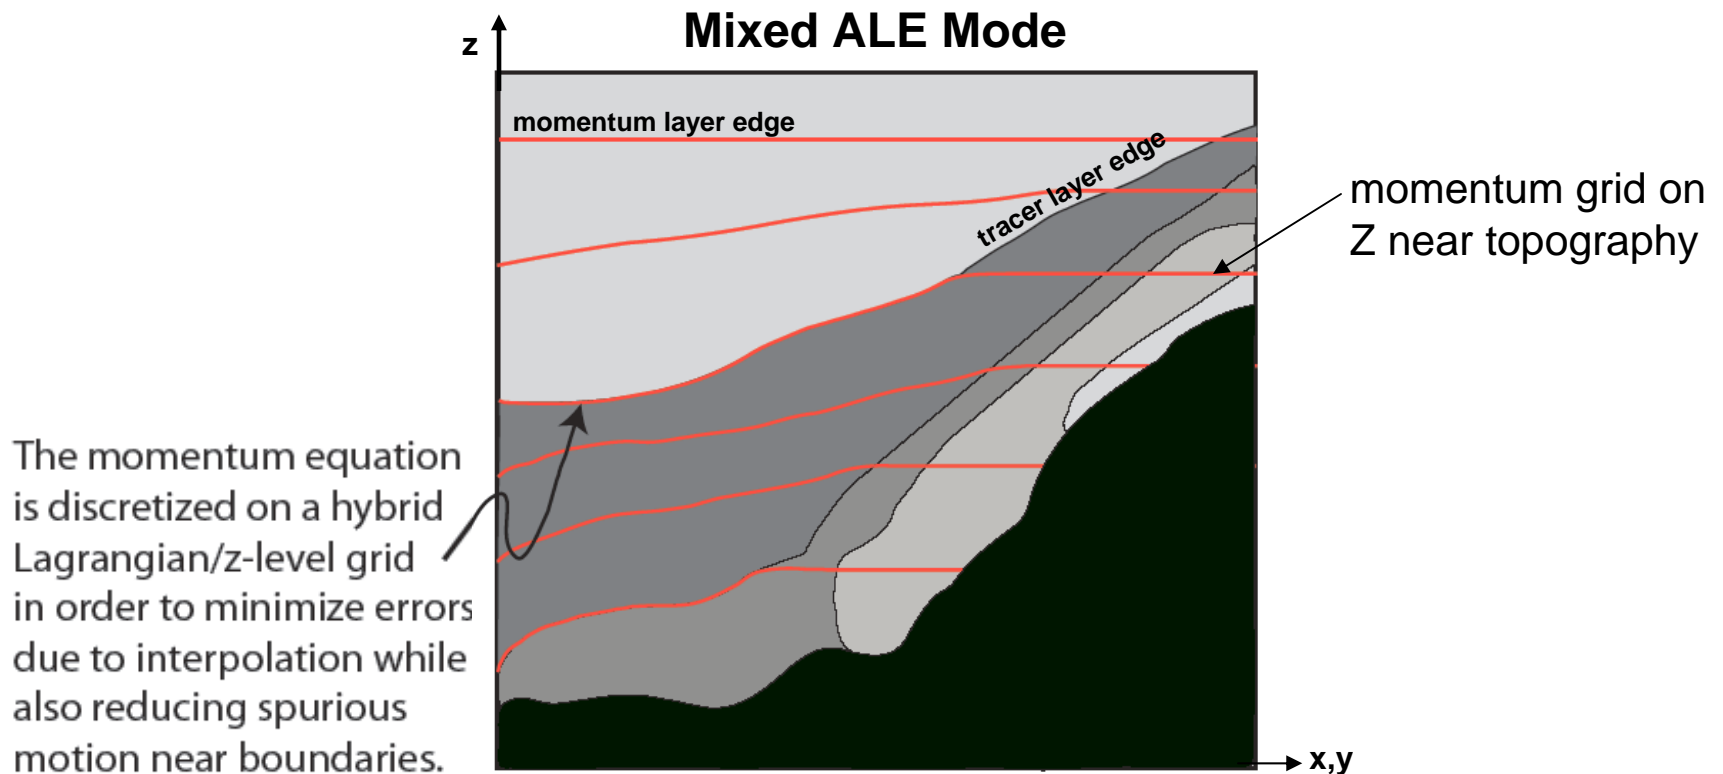 Mixed ALE Mode
z
momentum layer edge
tracer layer edge
momentum grid on
Z near topography
The momentum equation
is discretized on a hybrid
Lagrangian/z-level grid
in order to minimize errors
due to interpolation while
also reducing spurious
motion near boundaries.
x,y